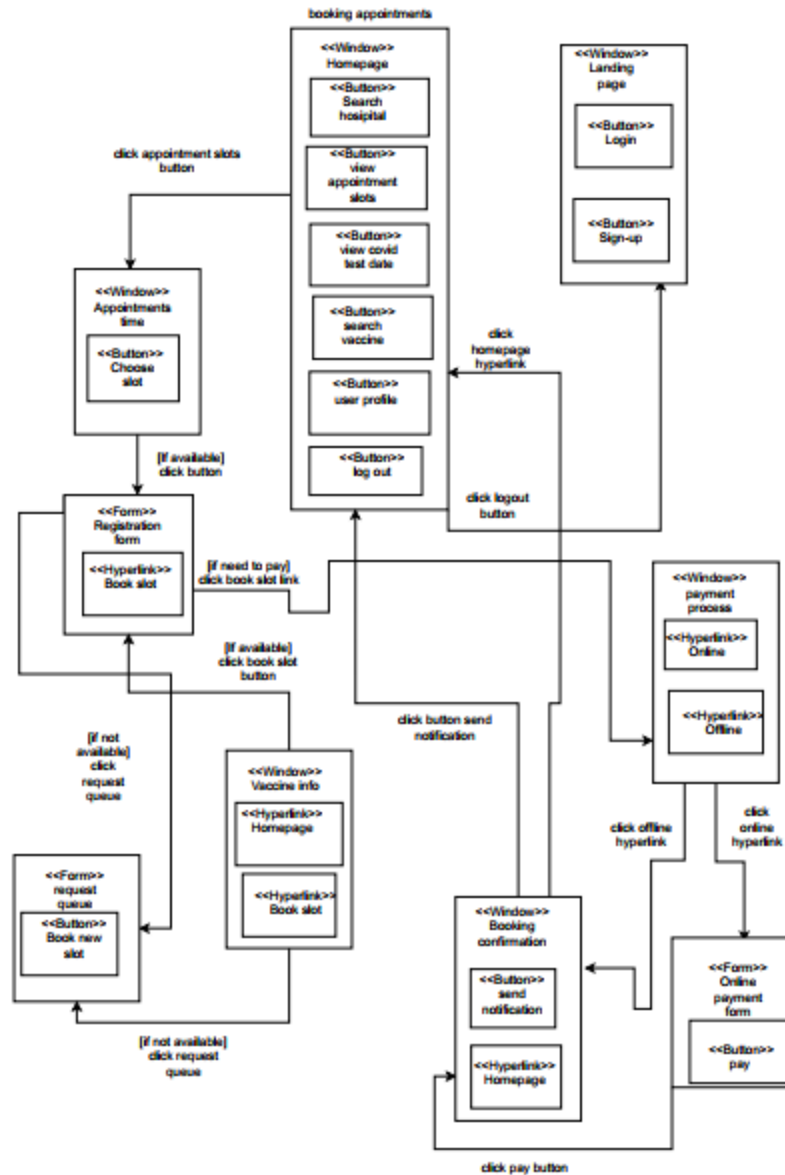 booking appointments
<<Window>>
Homepage
<<Button>>
Search
hosipital
<<Button>>
view
appointment
slots
<<Button>>
view covid
test date
<<Button>>
search
vaccine
<<Button>>
user profile
<<Button>
log out
<<Window>>
Landing
page
<<Button>>
Login
<<Button>
Sign-up
click appointment slots
button
<<Window>>
Appointments
time
<<Button>>
Choose
slot
click
homepage
hyperlink
[If available]
click button
click logout
button
<<Form>>
Registration
form
<<Hyperlink>
Book slot
[if need to pay]
click book slot link
<<Window>>
payment
process
<<Hyperlink>
Online
<<Hyperlink>
Offline
[If available]
click book slot
button
click button send
notification
[if not
available]
click
request
queue
<<Window>>
Vaccine info
<<Hyperlink>>
Homepage
<<Hyperlink>>
Book slot
click offline
hyperlink
click
online
hyperlink
<<Form>>
request
queue
<<Button>>
Book new
slot
<<Window>>
Booking
confirmation
<<Button>>
send
notification
<<Hyperlink>>
Homepage
<<Form>>
Online
payment
form
<<Button>>
pay
[if not available]
click request
queue
click pay button